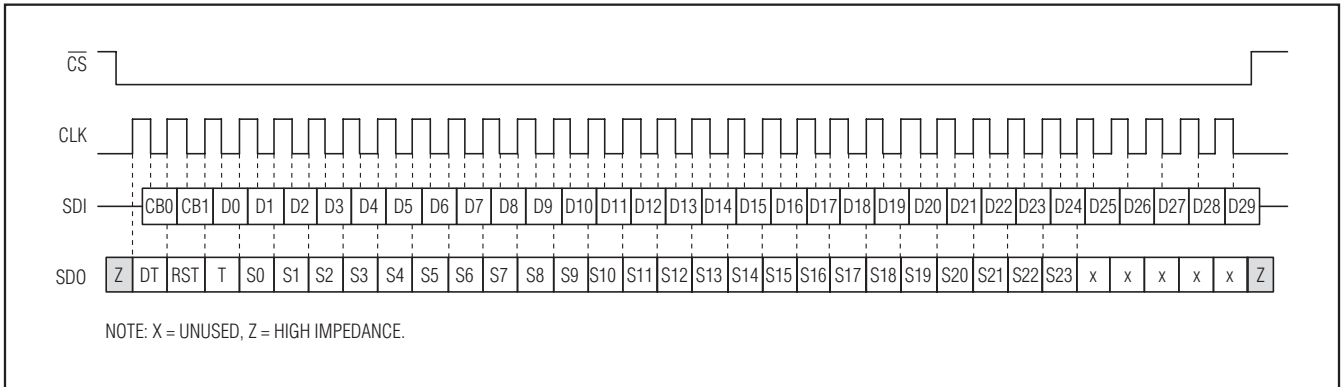 CS
CLK
SDI CB0 CB1 D0 D1 D2 D3 D4 D5 D6 D7 D8 D9 D10 D11 D12 D13 D14 D15 D16 D17 D18 D19 D20 D21 D22 D23 D24 D25 D26 D27 D28 D29
SDO Z DT RST T S0 S1 S2 S3 S4 S5 S6 S7 S8 S9 S10 S11 S12 S13 S14 S15 S16 S17 S18 S19 S20 S21 S22 S23 x x x x x Z
NOTE: X = UNUSED, Z = HIGH IMPEDANCE.